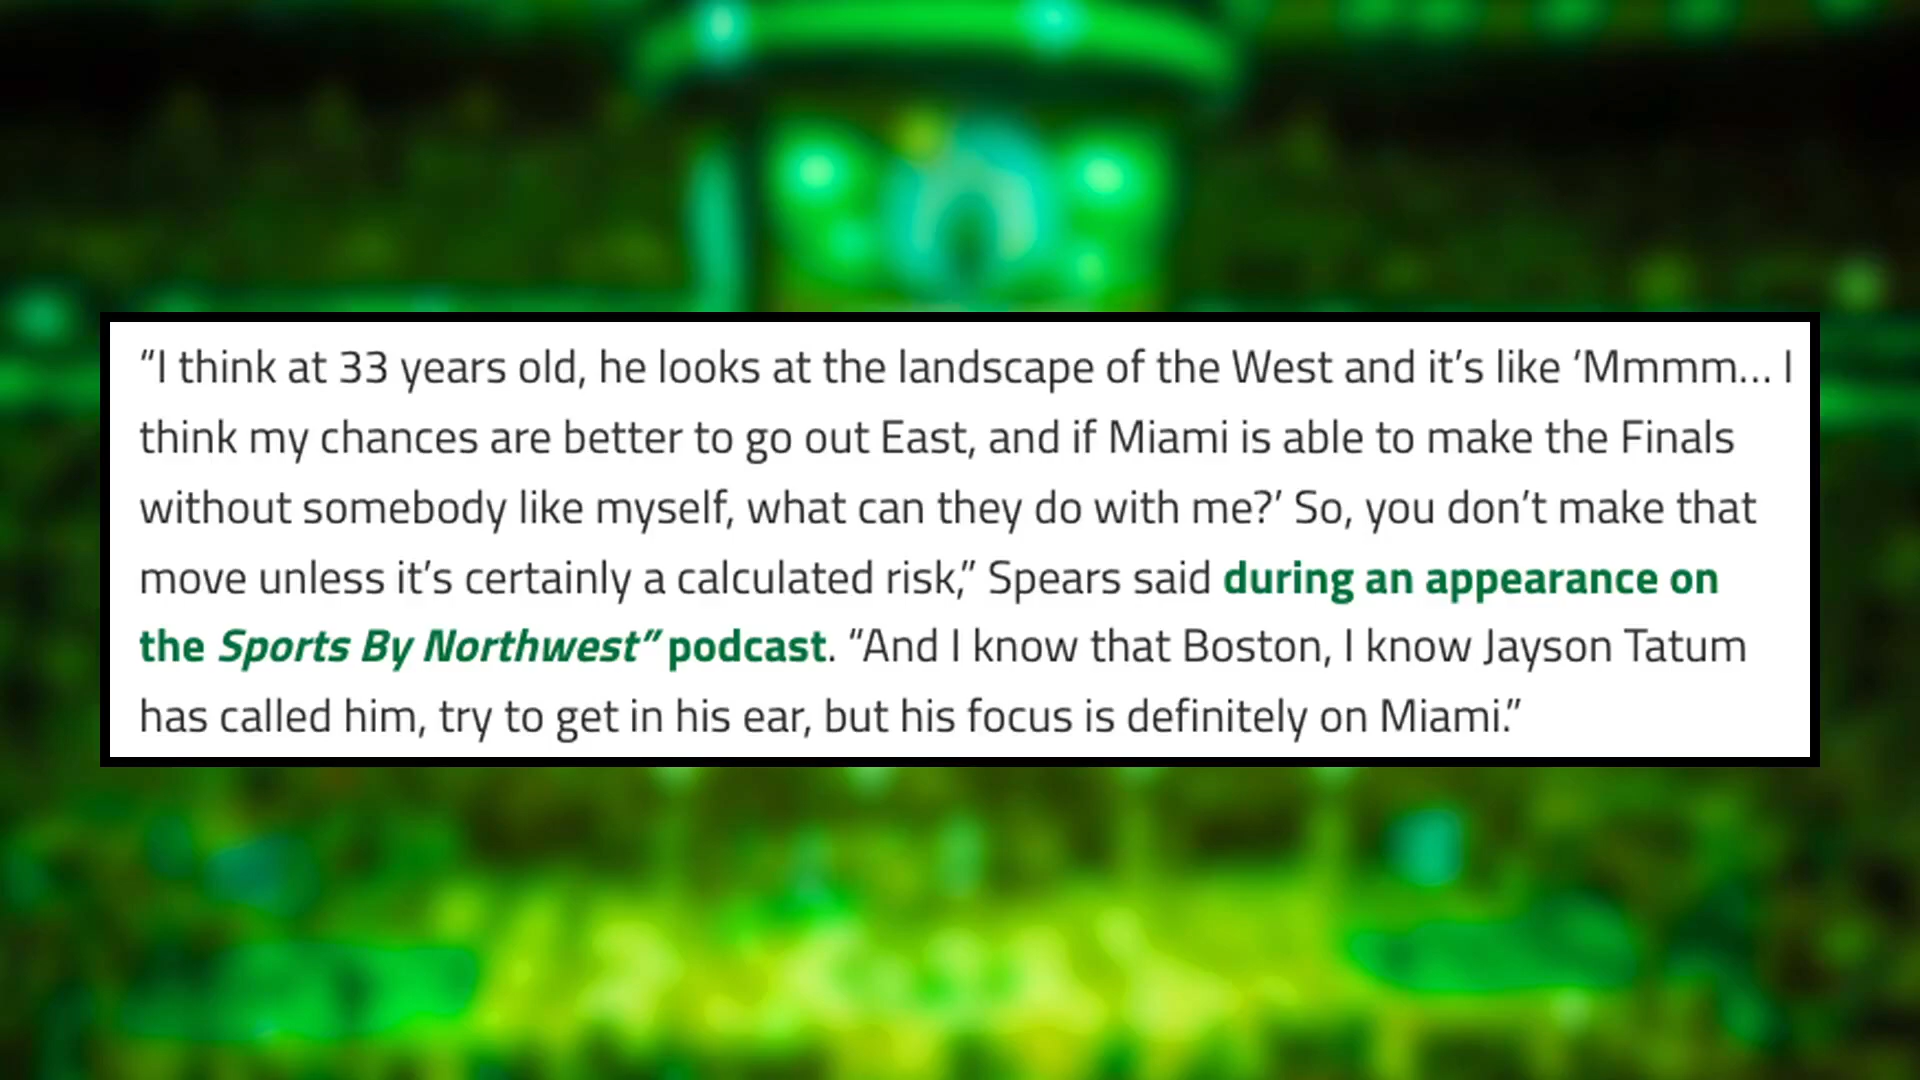 “I think at 33 years old, he looks at the landscape of the West and it’s like ‘Mmmm... I
think my chances are better to go out East, and if Miami is able to make the Finals
without somebody like myself, what can they do with me?’ So, you don’t make that
move unless it’s certainly a calculated risk,” Spears said during an appearance on
the Sports By Northwest” podcast. “And I know that Boston, I know Jayson Tatum
has called him, try to get in his ear, but his focus is definitely on Miami.”